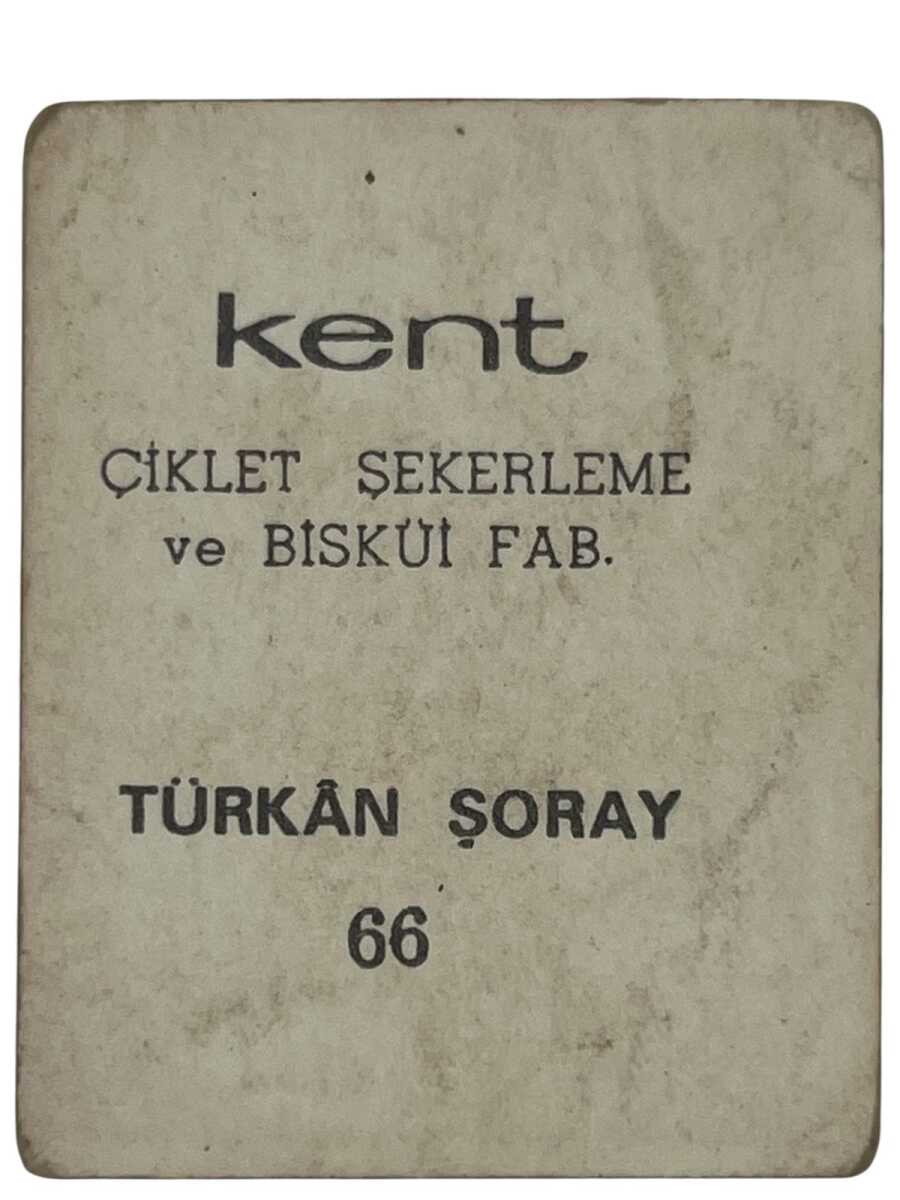 kent
ÇİKLET ŞEKERLEME
ve BİSKÜİ FAB.
TÜRKÂN ŞORAY
66